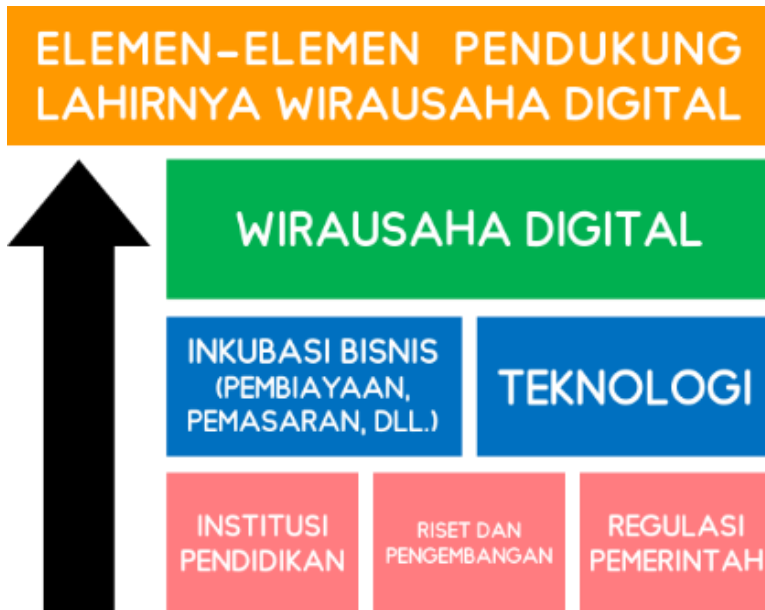 ELEMEN-ELEMEN PENDUKUNG
LAHIRNYA WIRAUSAHA DIGITAL
WIRAUSAHA DIGITAL
INKUBASI BISNIS
(PEMBIAYAAN,
PEMASARAN, DLL.)
TEKNOLOGI
INSTITUSI
PENDIDIKAN
RISET DAN
PENGEMBANGAN
REGULASI
PEMERINTAH